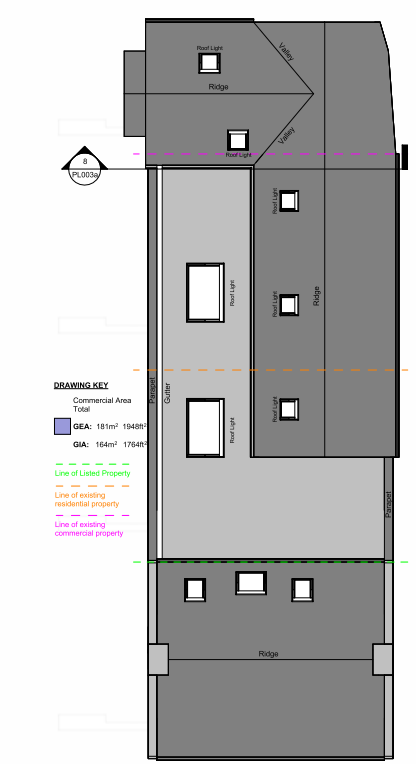 Roof Light
Valley
Ridge
Valley
Roof Light
8
PL003a
Roof Light
Roof Light
Roof Light
Ridge
Parapet
Gutter
Roof Light
Roof Light
DRAWING KEY
Commercial Area
Total
GEA: 181m² 1948ft²
GIA: 164m² 1764ft²
Line of Listed Property
Line of existing
residential property
Line of existing
commercial property
Parapet
Ridge